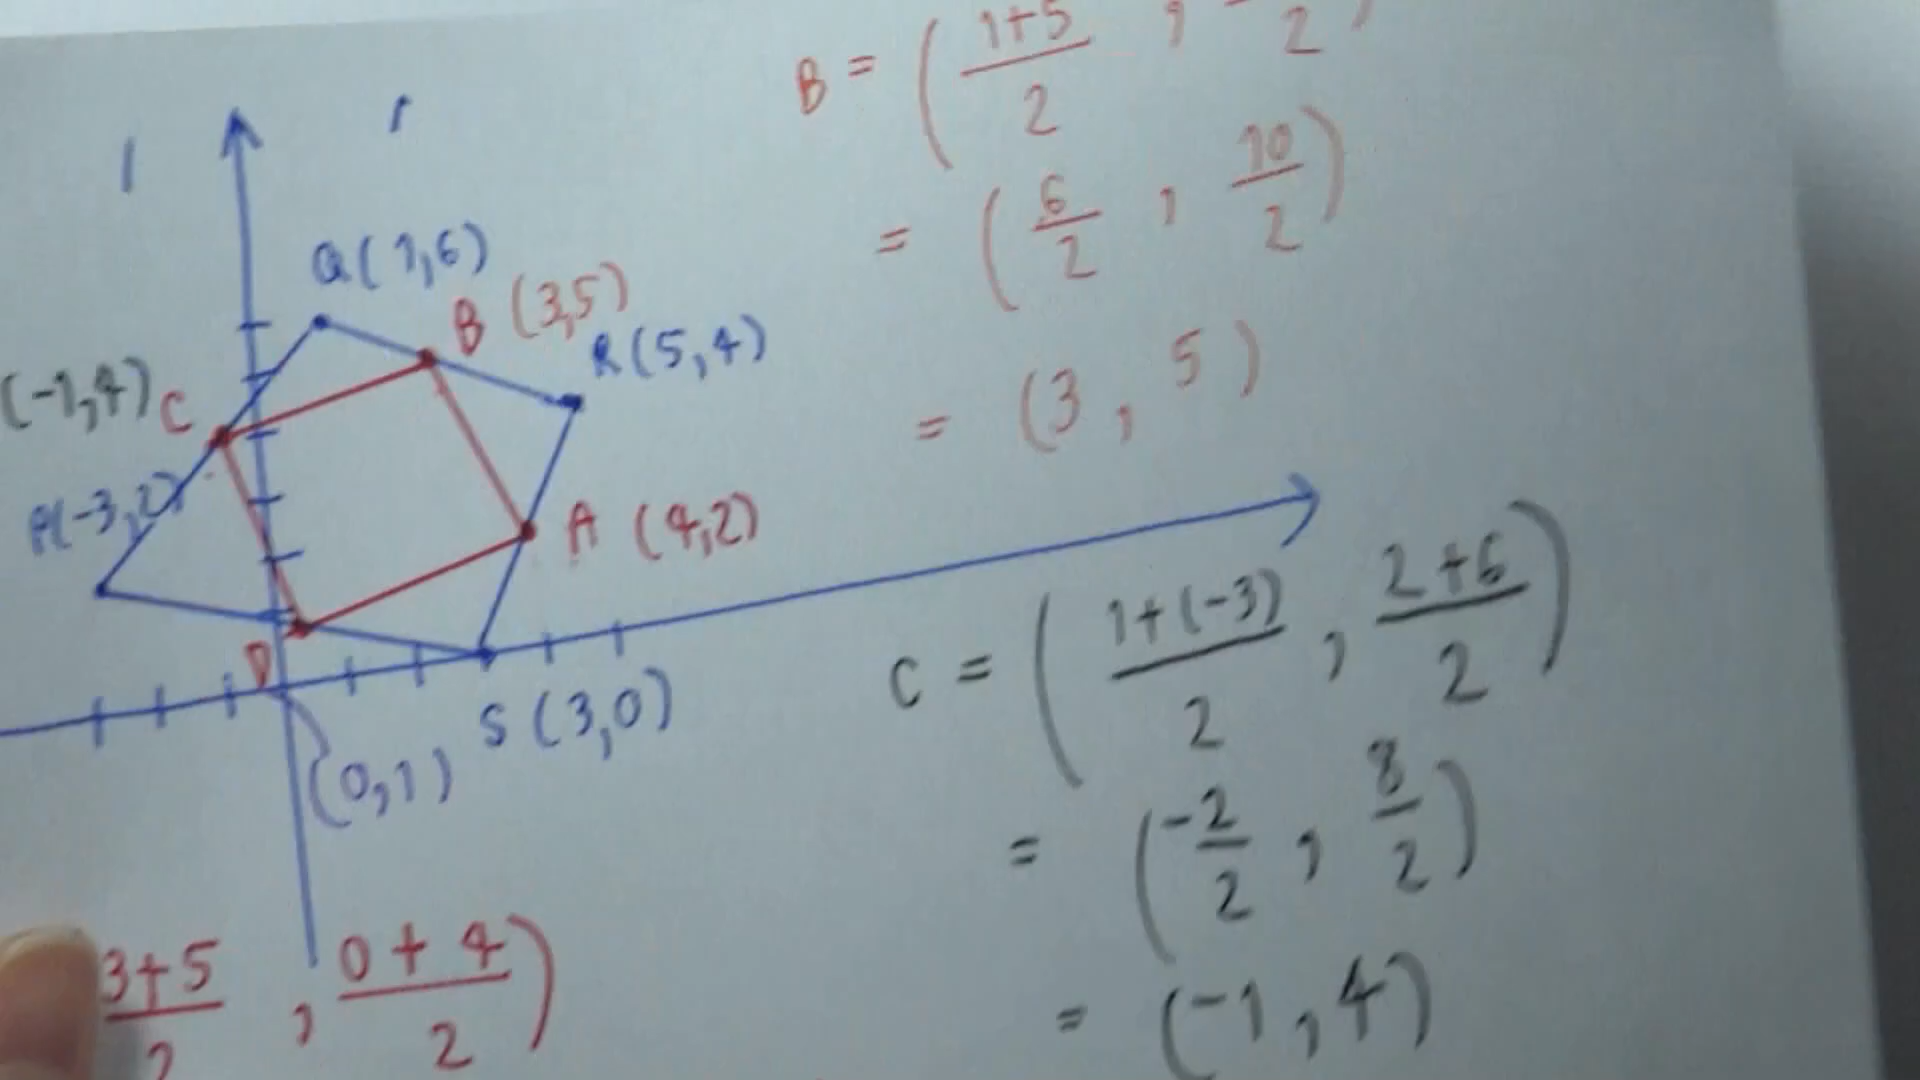 B = ( 1+5 / 2 , / 2 )
= ( 6/2 , 10/2 )
= (3, 5)
Q(1,6)
B (3,5)
R(5,4)
(-1,4) C
P(-3,2)
A (4,2)
D
S (3,0)
(0,1)
C = ( 1+(-3) / 2 , 2+6 / 2 )
= ( -2/2 , 8/2 )
= (-1, 4)
3+5 / 2 , 0+4 / 2 )